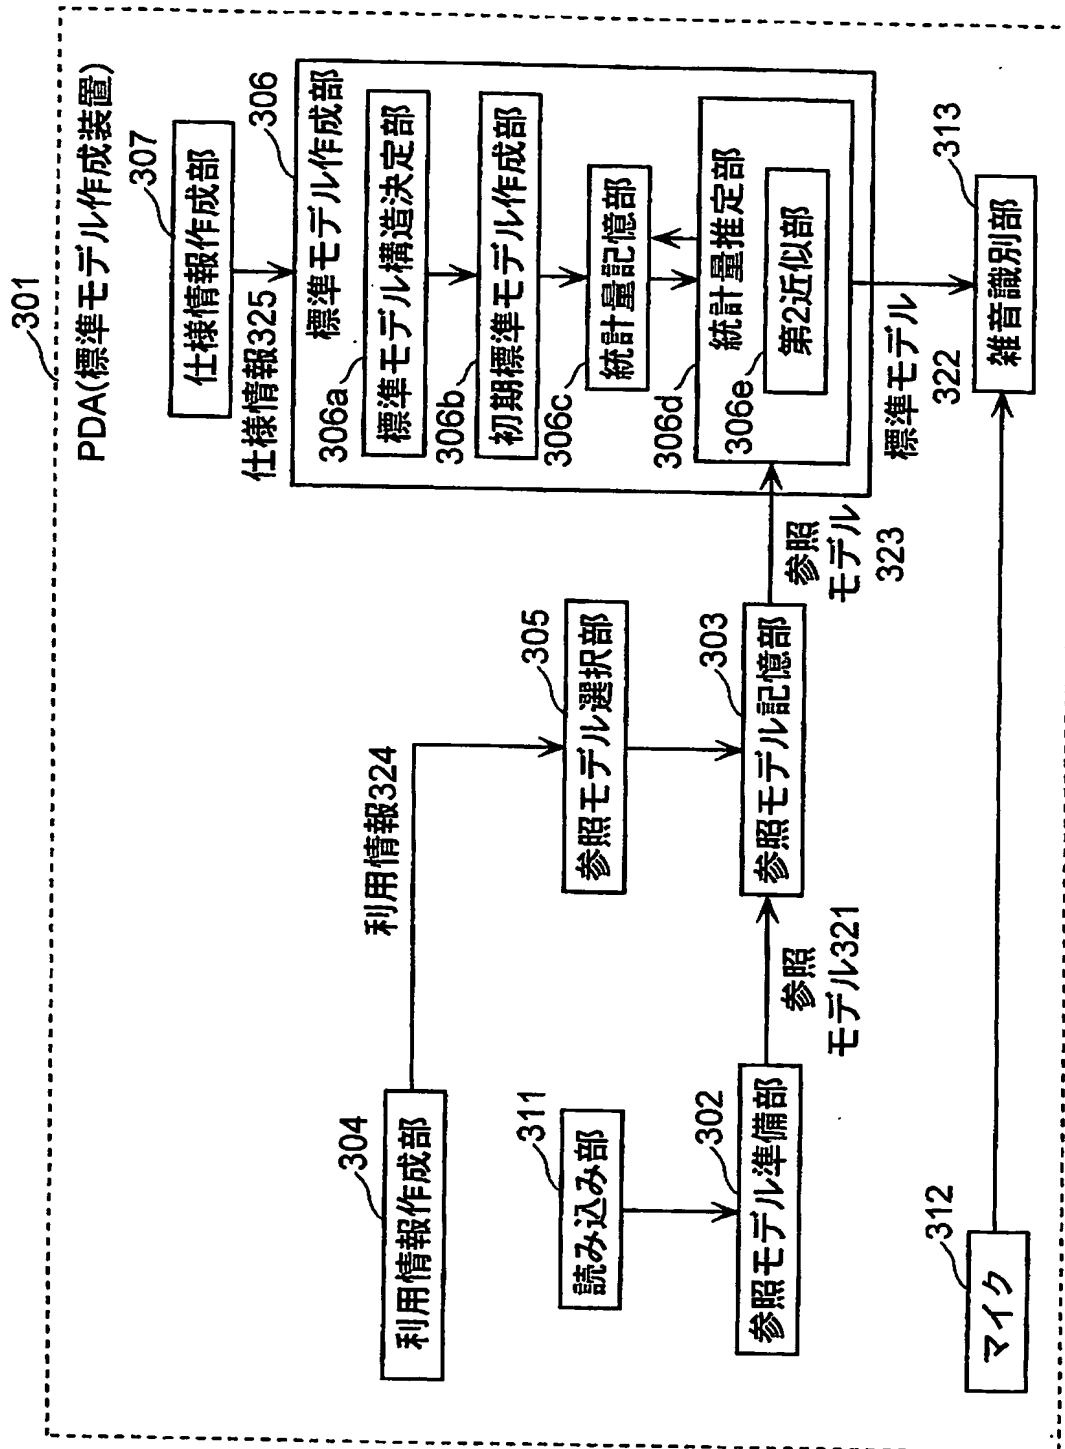 301
PDA(標準モデル作成装置)
304
利用情報作成部
利用情報324
307
仕様情報作成部
仕様情報325
306
標準モデル作成部
306a
標準モデル構造決定部
306b
初期標準モデル作成部
306c
統計量記憶部
306d
統計量推定部
306e
第2近似部
311
読み込み部
305
参照モデル選択部
302
参照モデル準備部
参照
モデル321
303
参照モデル記憶部
参照
モデル
323
標準モデル
322
312
マイク
313
雑音識別部